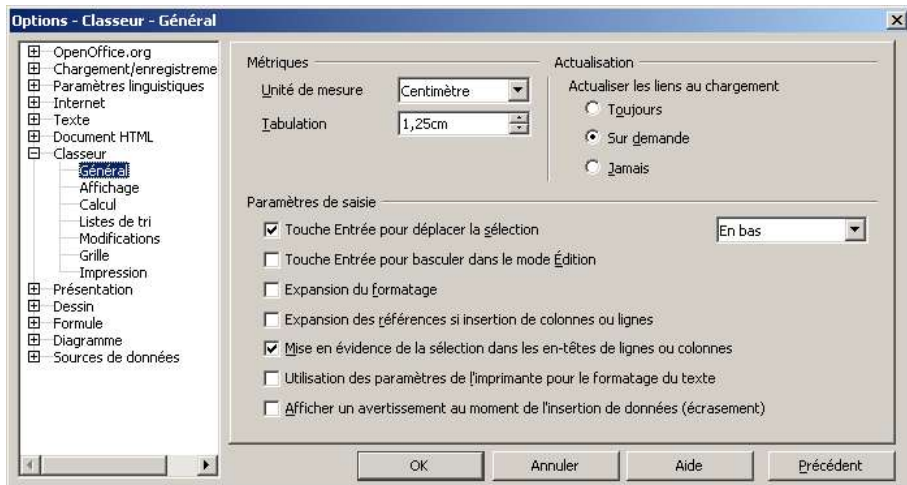 Options - Classeur - Général
OpenOffice.org
Chargement/enregistreme
Paramètres linguistiques
Internet
Texte
Document HTML
Classeur
Général
Affichage
Calcul
Listes de tri
Modifications
Grille
Impression
Présentation
Dessin
Formule
Diagramme
Sources de données
Métriques
Unité de mesure
Centimètre
Tabulation
1,25cm
Actualisation
Actualiser les liens au chargement
Toujours
Sur demande
Jamais
Paramètres de saisie
Touche Entrée pour déplacer la sélection
En bas
Touche Entrée pour basculer dans le mode Édition
Expansion du formatage
Expansion des références si insertion de colonnes ou lignes
Mise en évidence de la sélection dans les en-têtes de lignes ou colonnes
Utilisation des paramètres de l'imprimante pour le formatage du texte
Afficher un avertissement au moment de l'insertion de données (écrasement)
OK
Annuler
Aide
Précédent